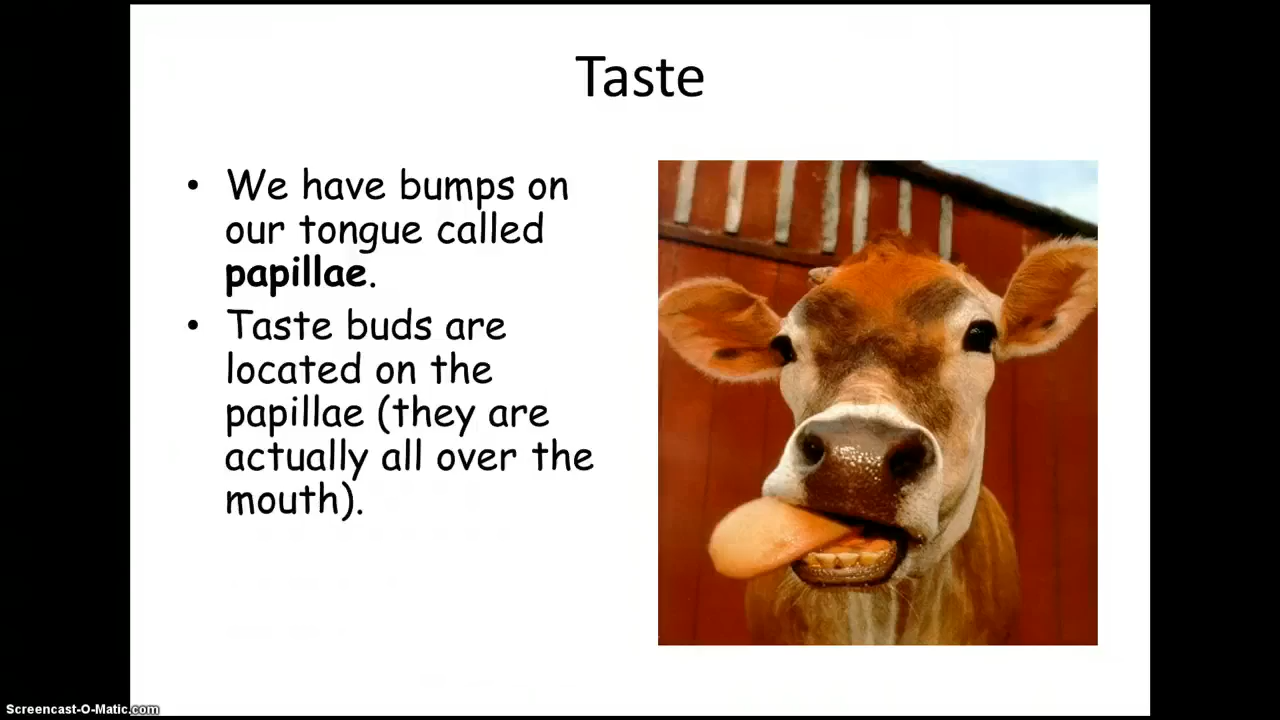 Taste
• We have bumps on
our tongue called
papillae.
• Taste buds are
located on the
papillae (they are
actually all over the
mouth).
Screencast-O-Matic.com